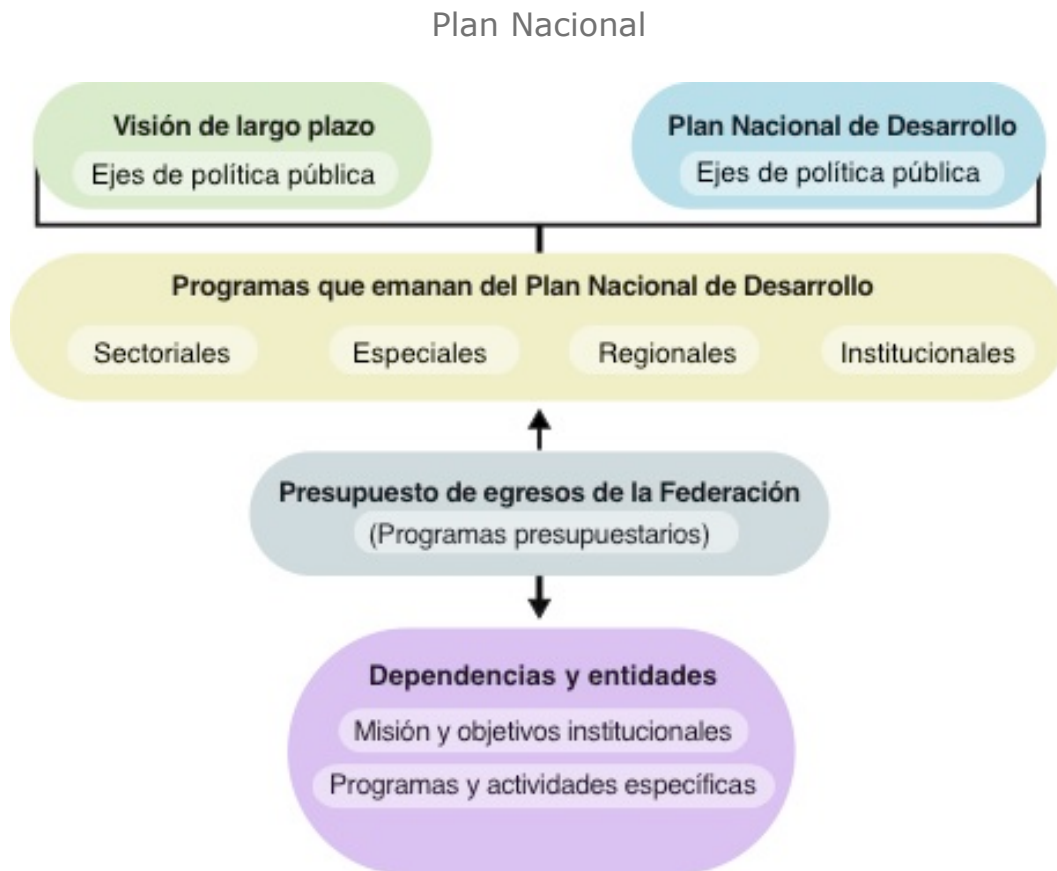 Plan Nacional
Visión de largo plazo
Ejes de política pública
Plan Nacional de Desarrollo
Ejes de política pública
Programas que emanan del Plan Nacional de Desarrollo
Sectoriales
Especiales
Regionales
Institucionales
Presupuesto de egresos de la Federación
(Programas presupuestarios)
Dependencias y entidades
Misión y objetivos institucionales
Programas y actividades específicas